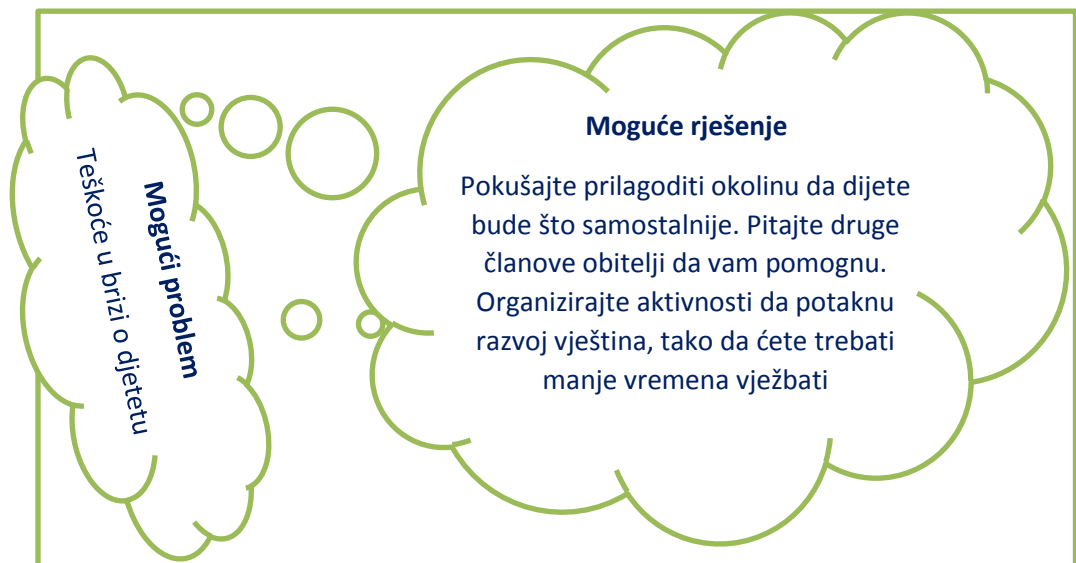 Mogući problem
Teškoće u brizi o djetetu
Moguće rješenje
Pokušajte prilagoditi okolinu da dijete
bude što samostalnije. Pitajte druge
članove obitelji da vam pomognu.
Organizirajte aktivnosti da potaknu
razvoj vještina, tako da ćete trebati
manje vremena vježbati